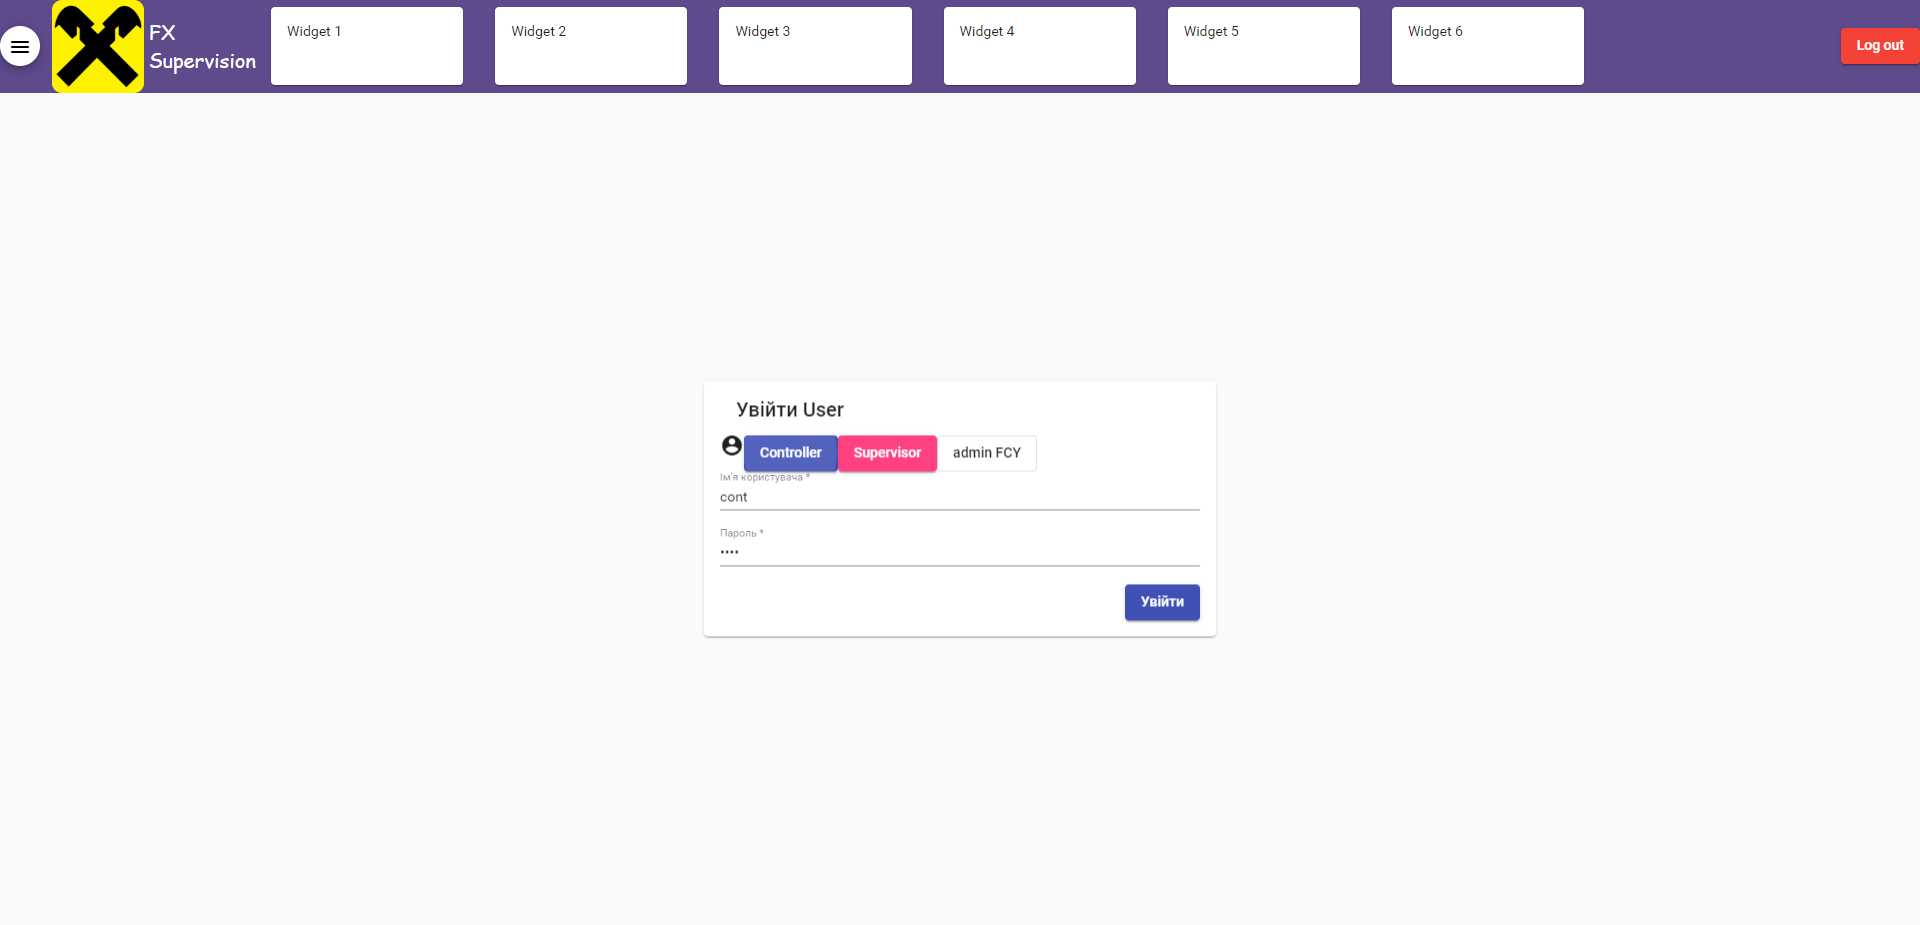 FX
Supervision
Widget 1
Widget 2
Widget 3
Widget 4
Widget 5
Widget 6
Log out
Увійти User
Controller
Supervisor
admin FCY
Ім'я користувача *
cont
Пароль *
••••
Увійти